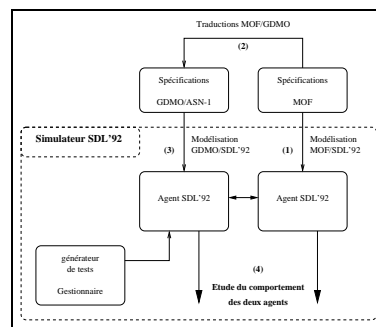 Traductions MOF/GDMO
(2)
Spécifications
GDMO/ASN-1
Spécifications
MOF
Simulateur SDL'92
(3)
Modélisation
GDMO/SDL'92
(1)
Modélisation
MOF/SDL'92
Agent SDL'92
Agent SDL'92
générateur
de tests
Gestionnaire
(4)
Etude du comportement
des deux agents